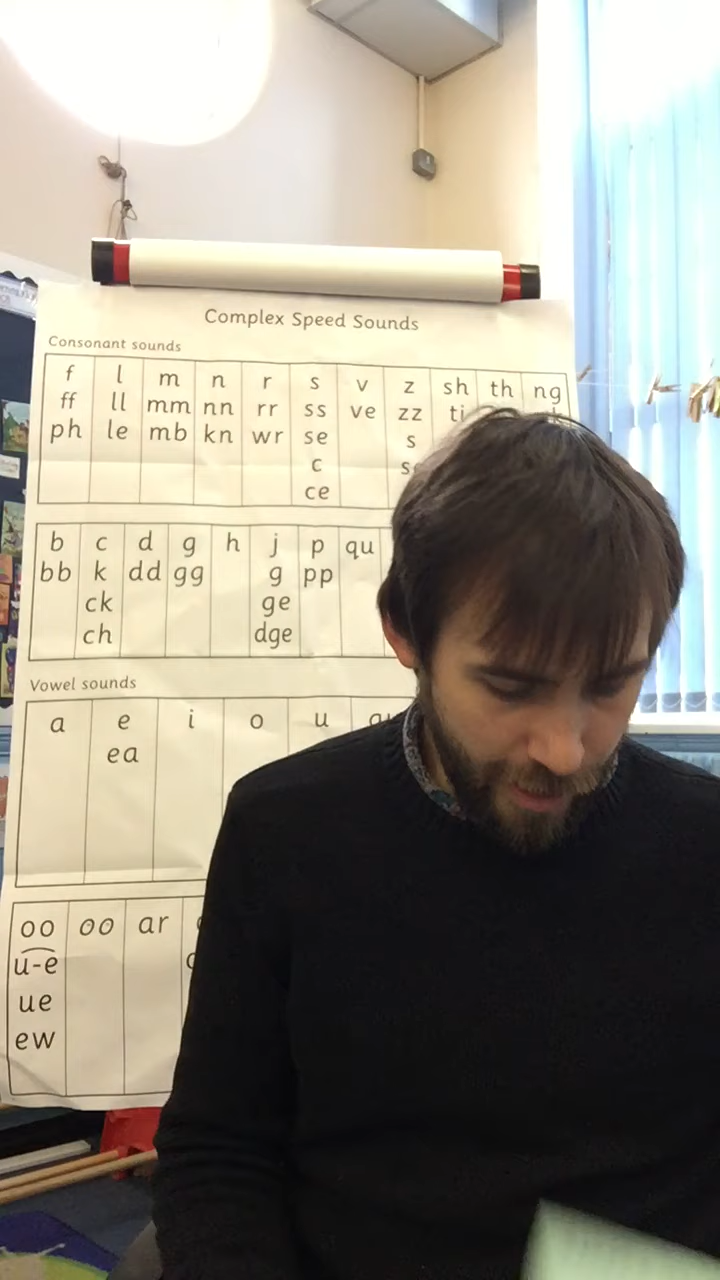 Complex Speed Sounds
Consonant sounds
f l m n r s v z sh th ng
ff ll mm nn rr ss ve zz ti
ph le mb kn wr se s
c
ce
b c d g h j p qu
bb k dd gg g pp
ck ge
ch dge
Vowel sounds
a e i o u
ea
oo oo ar
u-e
ue
ew